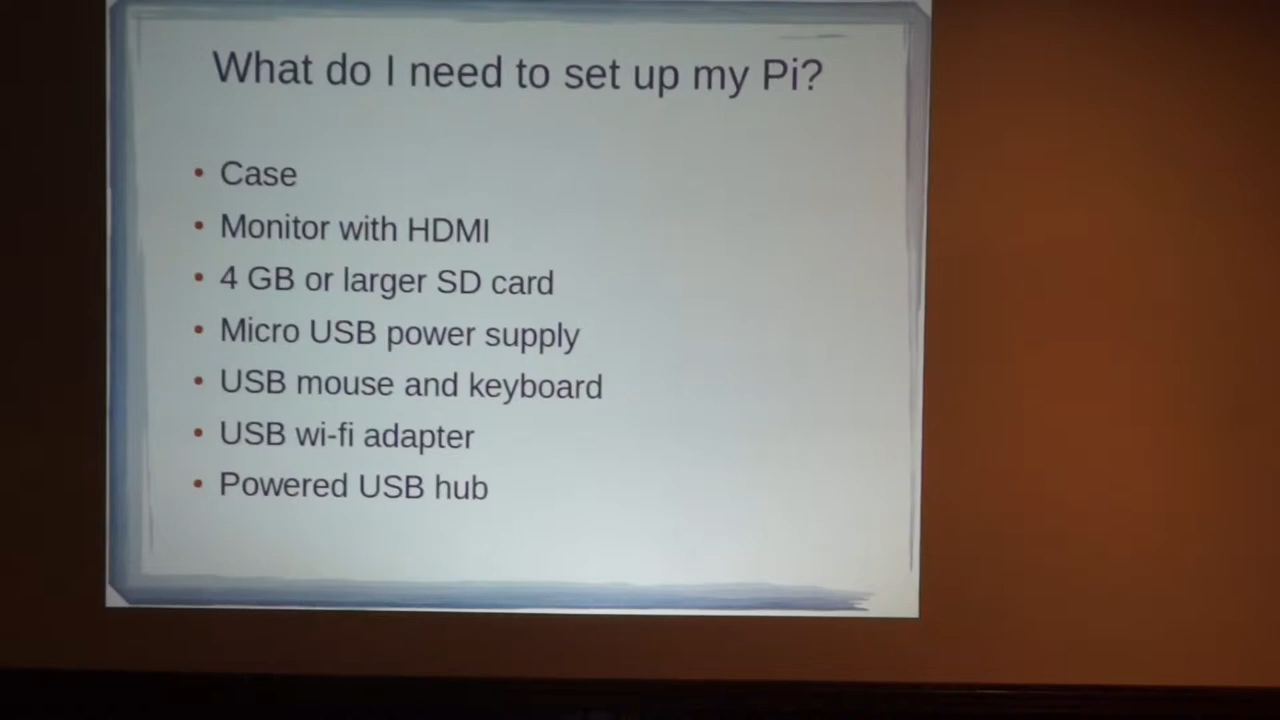 What do I need to set up my Pi?
• Case
• Monitor with HDMI
• 4 GB or larger SD card
• Micro USB power supply
• USB mouse and keyboard
• USB wi-fi adapter
• Powered USB hub